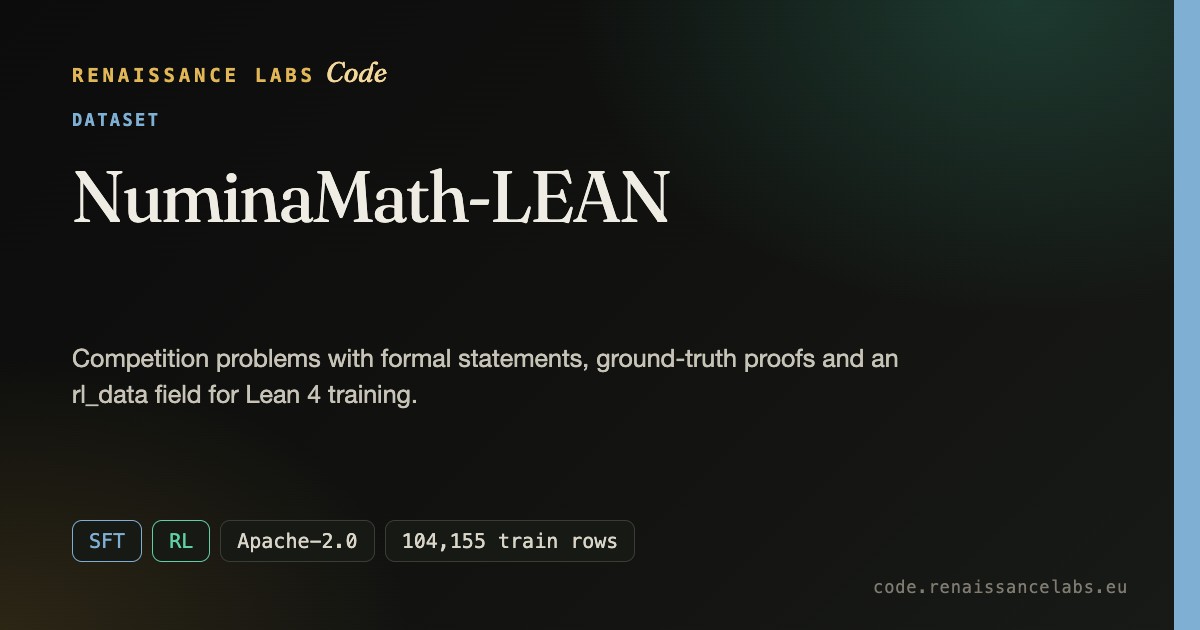 RENAISSANCE LABS Code
DATASET
NuminaMath-LEAN
Competition problems with formal statements, ground-truth proofs and an
rl_data field for Lean 4 training.
SFT RL Apache-2.0 104,155 train rows
code.renaissancelabs.eu